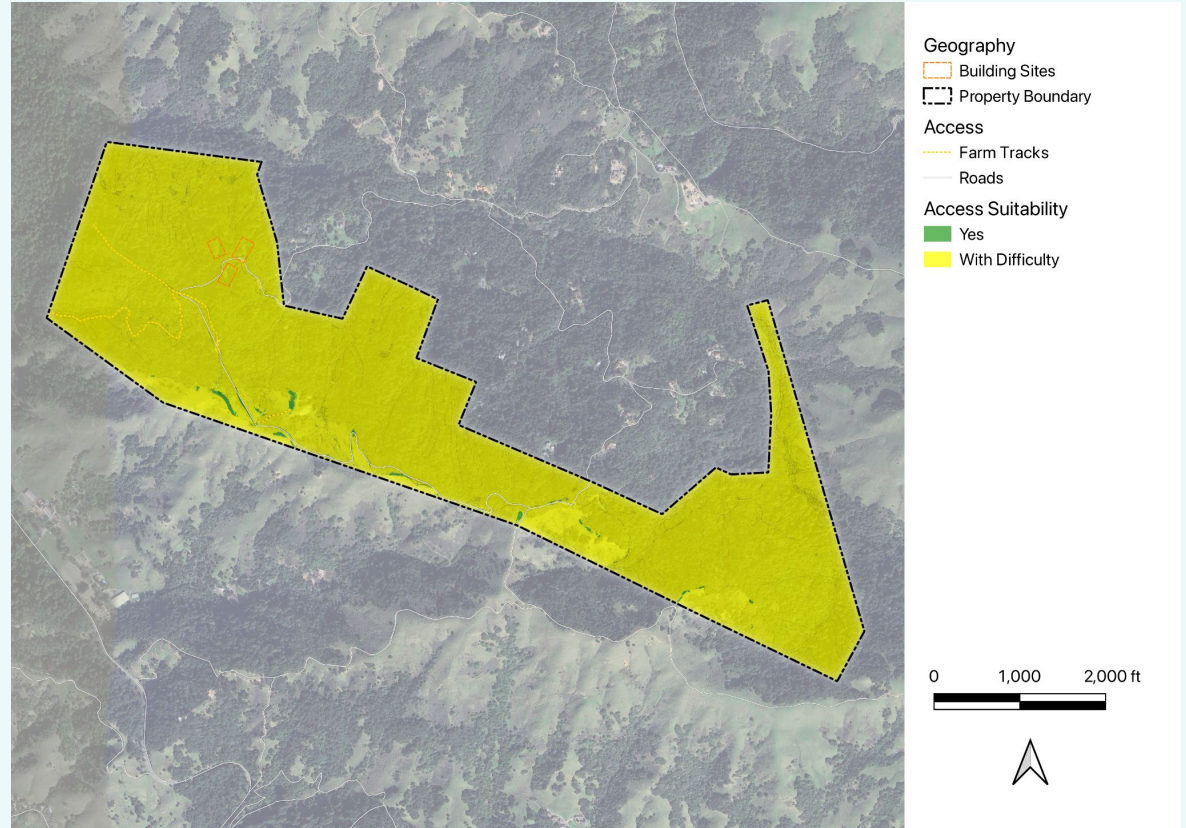 Geography
Building Sites
Property Boundary
Access
Farm Tracks
Roads
Access Suitability
Yes
With Difficulty
0 1,000 2,000 ft